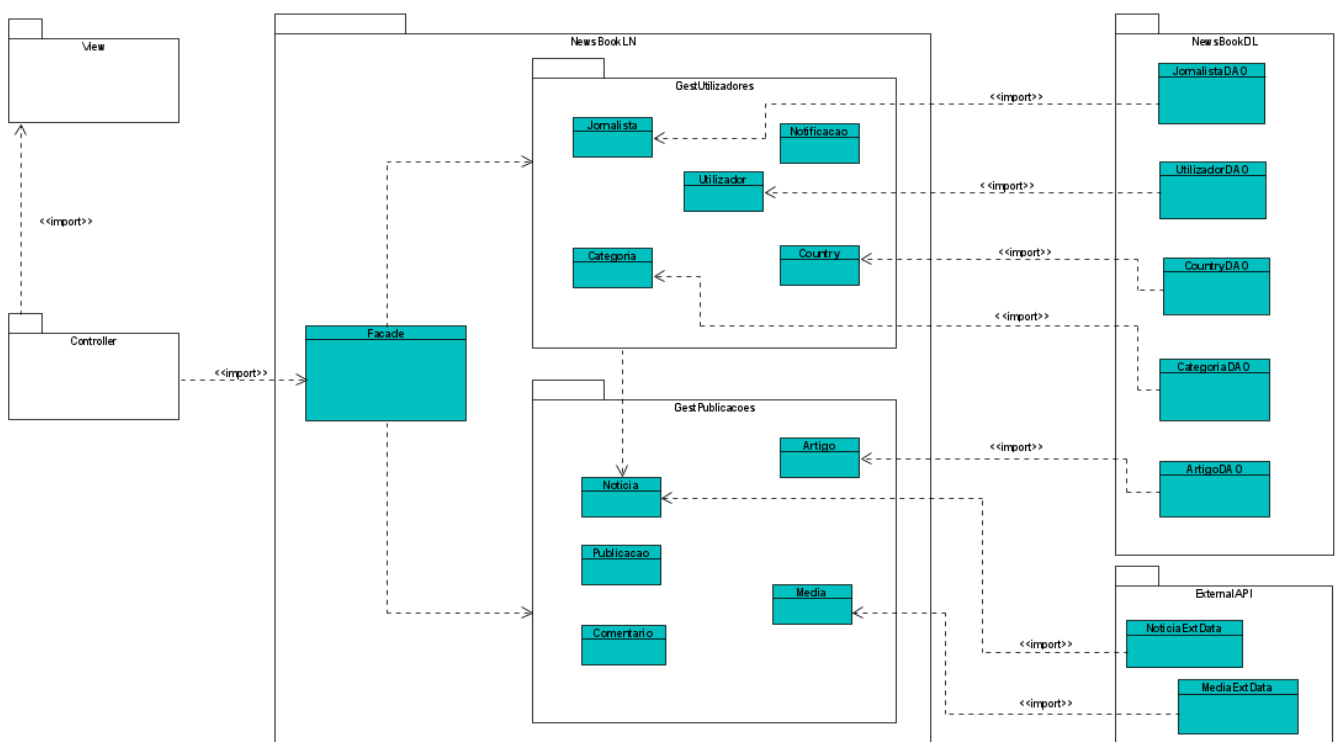 View
NewsBookLN
NewsBookDL
GestUtilizadores
JornalistaDAO
<<import>>
Jornalista
Notificacao
Utilizador
<<import>>
UtilizadorDAO
<<import>>
Categoria
Country
<<import>>
CountryDAO
<<import>>
Facade
Controller
<<import>>
CategoriaDAO
GestPublicacoes
Artigo
<<import>>
ArtigoDAO
Noticia
Publicacao
Media
ExternalAPI
Comentario
NoticiaExtData
<<import>>
MediaExtData
<<import>>